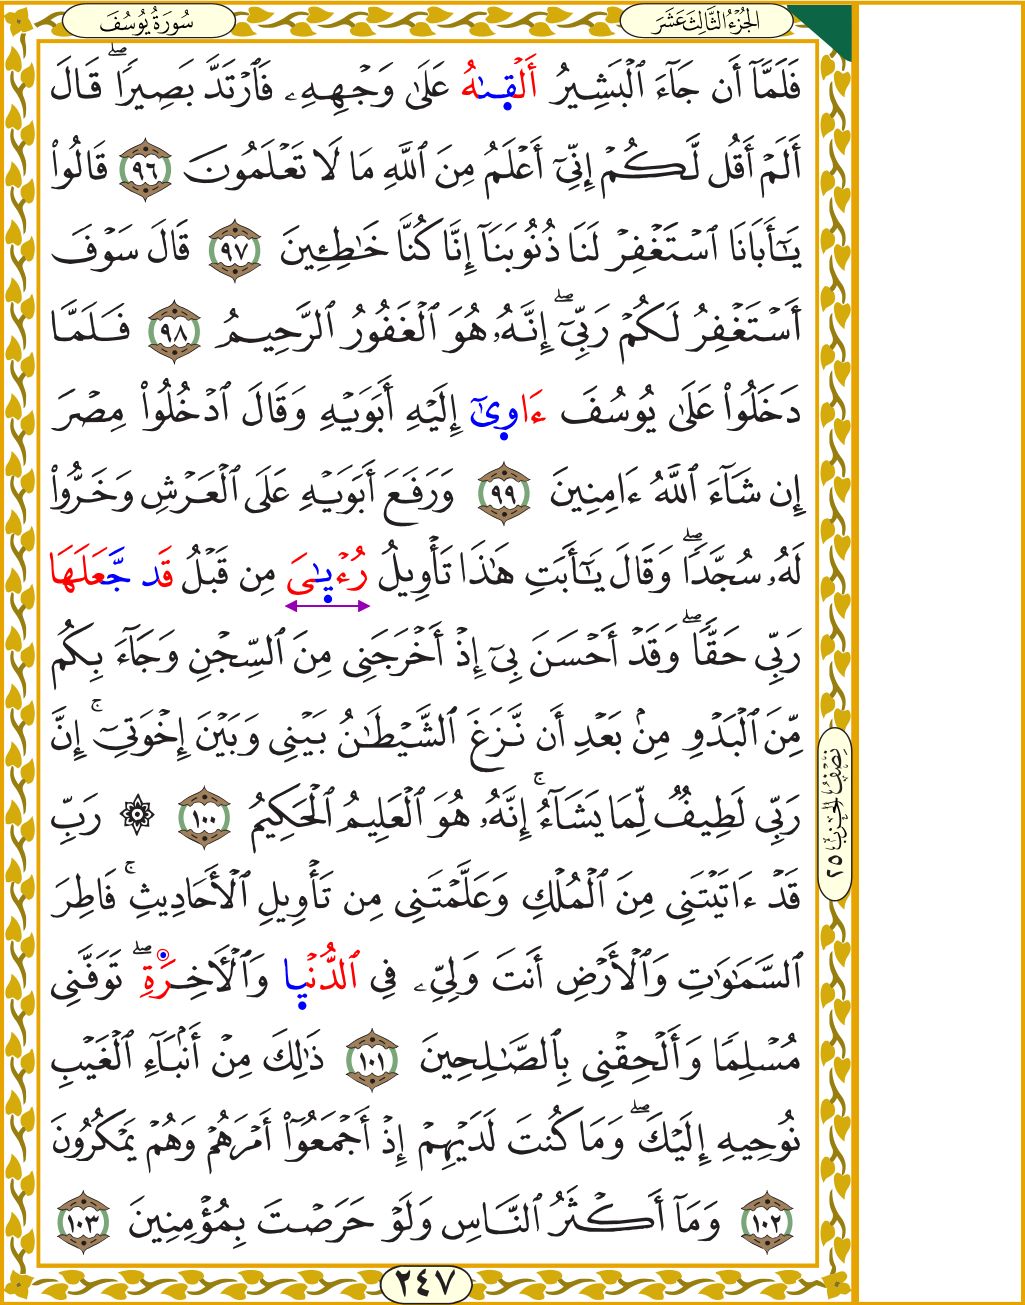 سُورَةُ يُوسُفَ
الجُزْءُ الثَّالِثَ عَشَرَ
فَلَمَّآ أَن جَآءَ ٱلۡبَشِيرُ أَلۡقىٰهُ عَلَىٰ وَجۡهِهِۦ فَٱرۡتَدَّ بَصِيرٗاۖ قَالَ
أَلَمۡ أَقُل لَّكُمۡ إِنِّيٓ أَعۡلَمُ مِنَ ٱللَّهِ مَا لَا تَعۡلَمُونَ ٩٦ قَالُواْ
يَٰٓأَبَانَا ٱسۡتَغۡفِرۡ لَنَا ذُنُوبَنَآ إِنَّا كُنَّا خَٰطِـِٔينَ ٩٧ قَالَ سَوۡفَ
أَسۡتَغۡفِرُ لَكُمۡ رَبِّيٓۖ إِنَّهُۥ هُوَ ٱلۡغَفُورُ ٱلرَّحِيمُ ٩٨ فَلَمَّا
دَخَلُواْ عَلَىٰ يُوسُفَ ءَاوىٰٓ إِلَيۡهِ أَبَوَيۡهِ وَقَالَ ٱدۡخُلُواْ مِصۡرَ
إِن شَآءَ ٱللَّهُ ءَامِنِينَ ٩٩ وَرَفَعَ أَبَوَيۡهِ عَلَى ٱلۡعَرۡشِ وَخَرُّواْ
لَهُۥ سُجَّدٗاۖ وَقَالَ يَٰٓأَبَتِ هَٰذَا تَأۡوِيلُ رُءۡيٰىَ مِن قَبۡلُ قَد جَّعَلَهَا
رَبِّي حَقّٗاۖ وَقَدۡ أَحۡسَنَ بِيٓ إِذۡ أَخۡرَجَنِي مِنَ ٱلسِّجۡنِ وَجَآءَ بِكُم
مِّنَ ٱلۡبَدۡوِ مِنۢ بَعۡدِ أَن نَّزَغَ ٱلشَّيۡطَٰنُ بَيۡنِي وَبَيۡنَ إِخۡوَتِيٓۚ إِنَّ
رَبِّي لَطِيفٞ لِّمَا يَشَآءُۚ إِنَّهُۥ هُوَ ٱلۡعَلِيمُ ٱلۡحَكِيمُ ١٠٠ ۞ رَبِّ
قَدۡ ءَاتَيۡتَنِي مِنَ ٱلۡمُلۡكِ وَعَلَّمۡتَنِي مِن تَأۡوِيلِ ٱلۡأَحَادِيثِۚ فَاطِرَ
ٱلسَّمَٰوَٰتِ وَٱلۡأَرۡضِ أَنتَ وَلِيِّۦ فِي ٱلدُّنۡيا وَٱلۡأٓخِرَةِۖ تَوَفَّنِي
مُسۡلِمٗا وَأَلۡحِقۡنِي بِٱلصَّٰلِحِينَ ١٠١ ذَٰلِكَ مِنۡ أَنۢبَآءِ ٱلۡغَيۡبِ
نُوحِيهِ إِلَيۡكَۖ وَمَا كُنتَ لَدَيۡهِمۡ إِذۡ أَجۡمَعُوٓاْ أَمۡرَهُمۡ وَهُمۡ يَمۡكُرُونَ
١٠٢ وَمَآ أَكۡثَرُ ٱلنَّاسِ وَلَوۡ حَرَصۡتَ بِمُؤۡمِنِينَ ١٠٣
نِصْفُ الحِزْبِ ٢٥
٢٤٧